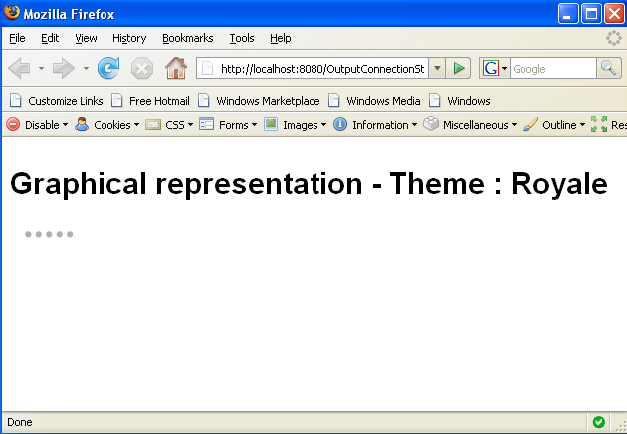 Mozilla Firefox
File Edit View History Bookmarks Tools Help
http://localhost:8080/OutputConnectionSt G Google
Customize Links Free Hotmail Windows Marketplace Windows Media Windows
Disable Cookies CSS Forms Images Information Miscellaneous Outline Res
Graphical representation - Theme : Royale
Done